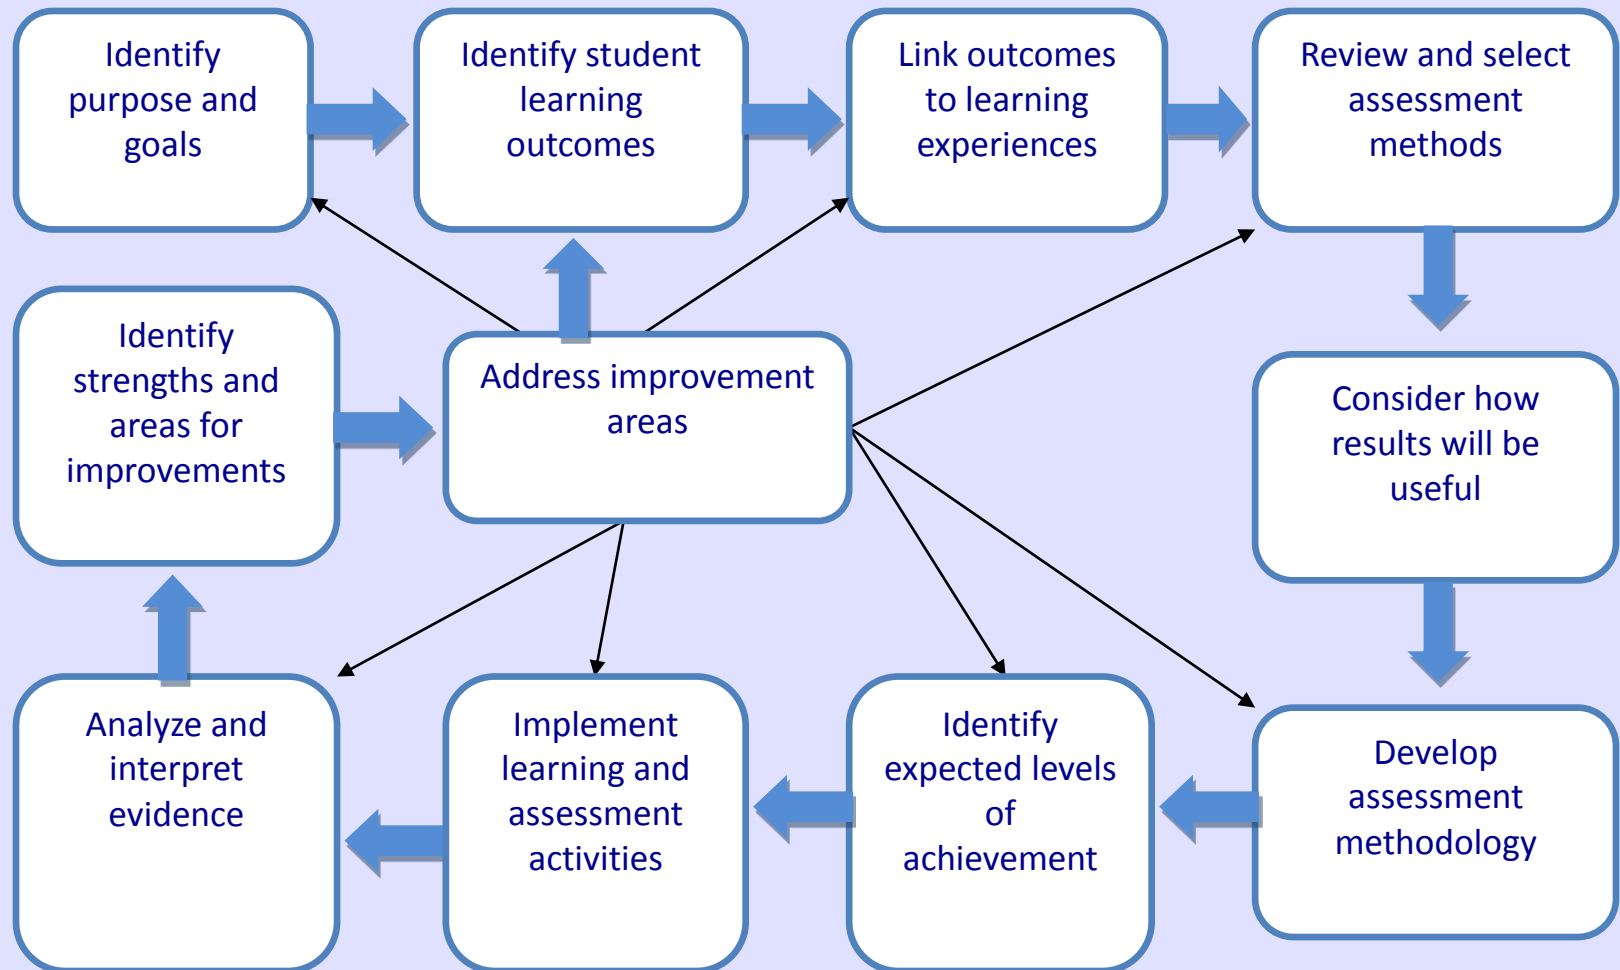 Identify
purpose and
goals
Identify student
learning
outcomes
Link outcomes
to learning
experiences
Review and select
assessment
methods
Identify
strengths and
areas for
improvements
Address improvement
areas
Consider how
results will be
useful
Analyze and
interpret
evidence
Implement
learning and
assessment
activities
Identify
expected levels
of
achievement
Develop
assessment
methodology